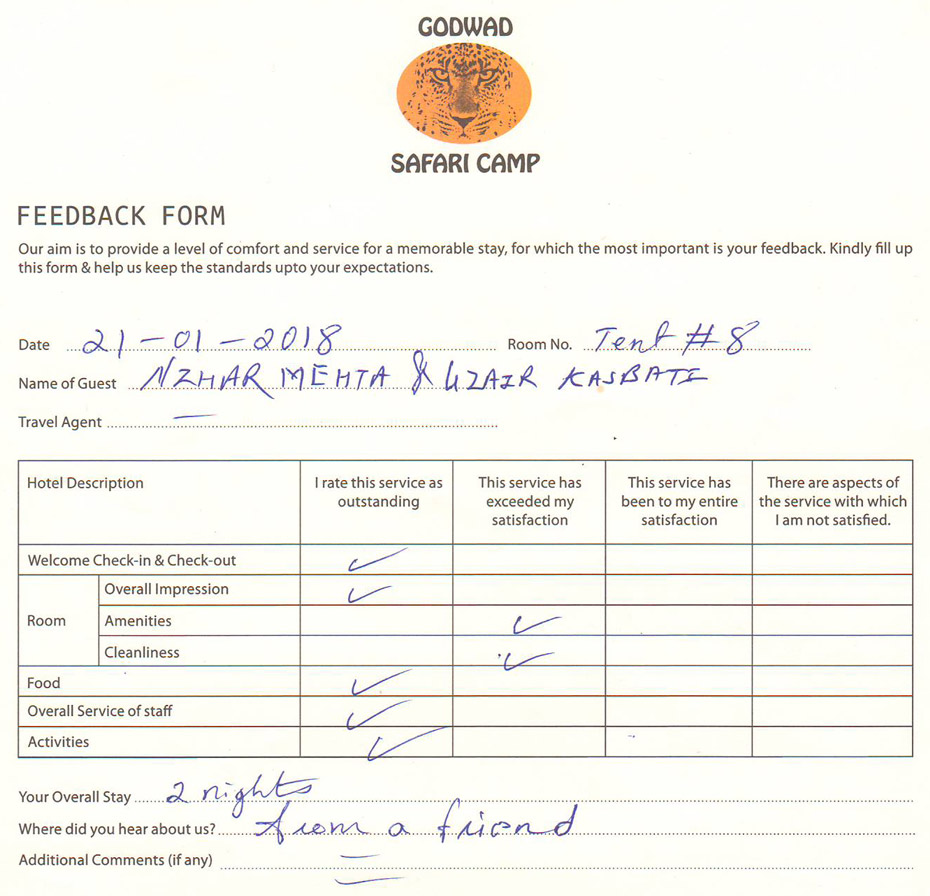 GODWAD
SAFARI CAMP
FEEDBACK FORM
Our aim is to provide a level of comfort and service for a memorable stay, for which the most important is your feedback. Kindly fill up
this form & help us keep the standards upto your expectations.
Date 21-01-2018 Room No. Tent #8
Name of Guest NZHAR MEHTA & UZAIR KASBATI
Travel Agent —
Hotel Description
I rate this service as
outstanding
This service has
exceeded my
satisfaction
This service has
been to my entire
satisfaction
There are aspects of
the service with which
I am not satisfied.
Welcome Check-in & Check-out ✓
Room
Overall Impression ✓
Amenities ✓
Cleanliness ✓
Food ✓
Overall Service of staff ✓
Activities ✓
Your Overall Stay 2 nights
Where did you hear about us? from a friend
Additional Comments (if any) —